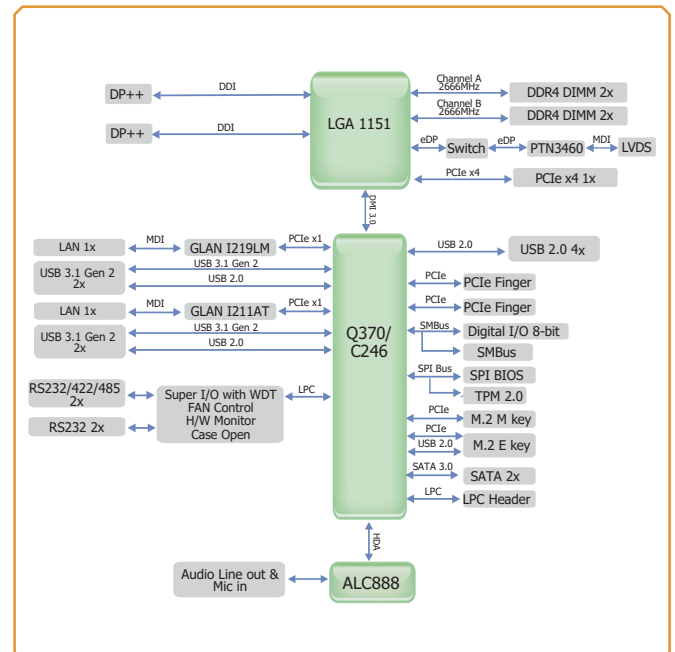 DP++
DDI
DP++
DDI
LGA 1151
Channel A
2666MHz
DDR4 DIMM 2x
Channel B
2666MHz
DDR4 DIMM 2x
eDP
Switch
eDP
PTN3460
MDI
LVDS
PCIe x4
PCIe x4 1x
DMI 3.0
LAN 1x
MDI
GLAN I219LM
PCIe x1
USB 3.1 Gen 2
2x
USB 3.1 Gen 2
USB 2.0
LAN 1x
MDI
GLAN I211AT
PCIe x1
USB 3.1 Gen 2
2x
USB 3.1 Gen 2
USB 2.0
RS232/422/485
2x
RS232 2x
Super I/O with WDT
FAN Control
H/W Monitor
Case Open
LPC
Q370/
C246
USB 2.0
USB 2.0 4x
PCIe
PCIe Finger
PCIe
PCIe Finger
SMBus
Digital I/O 8-bit
SMBus
SPI Bus
SPI BIOS
TPM 2.0
PCIe
M.2 M key
PCIe
USB 2.0
M.2 E key
SATA 3.0
SATA 2x
LPC
LPC Header
HDA
Audio Line out &
Mic in
ALC888